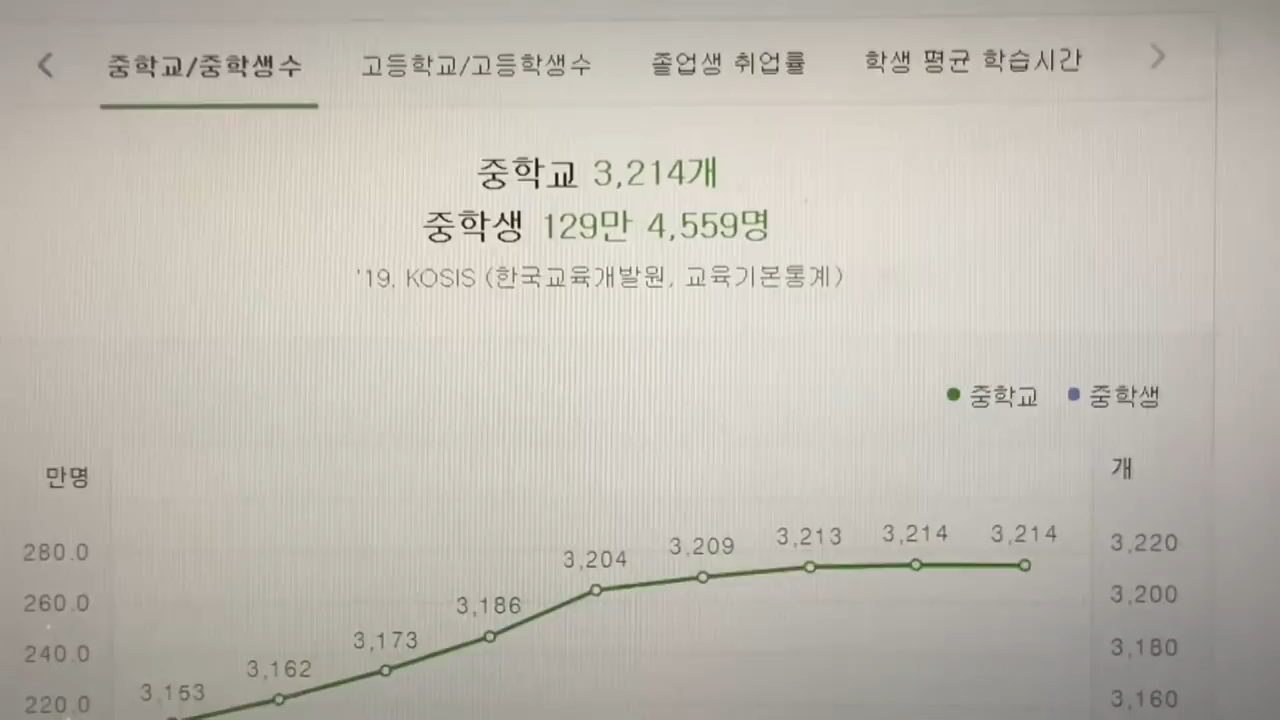 중학교/중학생수 고등학교/고등학생수 졸업생 취업률 학생 평균 학습시간
중학교 3,214개
중학생 129만 4,559명
'19, KOSIS (한국교육개발원, 교육기본통계)
중학교 중학생
만명 개
280.0 3,204 3,209 3,213 3,214 3,214 3,220
260.0 3,186 3,200
240.0 3,173 3,180
220.0 3,153 3,162 3,160